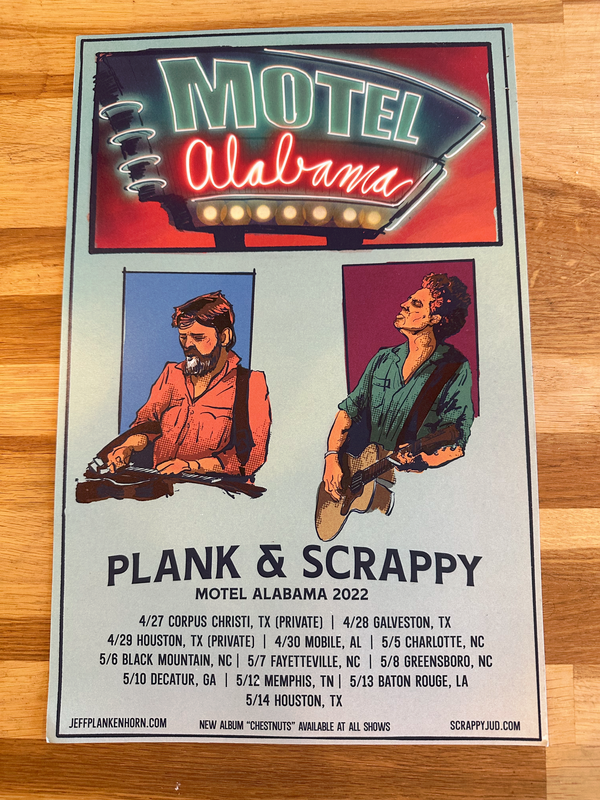 MOTEL
Alabama
PLANK & SCRAPPY
MOTEL ALABAMA 2022
4/27 CORPUS CHRISTI, TX (PRIVATE) | 4/28 GALVESTON, TX
4/29 HOUSTON, TX (PRIVATE) | 4/30 MOBILE, AL | 5/5 CHARLOTTE, NC
5/6 BLACK MOUNTAIN, NC | 5/7 FAYETTEVILLE, NC | 5/8 GREENSBORO, NC
5/10 DECATUR, GA | 5/12 MEMPHIS, TN | 5/13 BATON ROUGE, LA
5/14 HOUSTON, TX
JEFFPLANKENHORN.COM NEW ALBUM "CHESTNUTS" AVAILABLE AT ALL SHOWS SCRAPPYJUD.COM